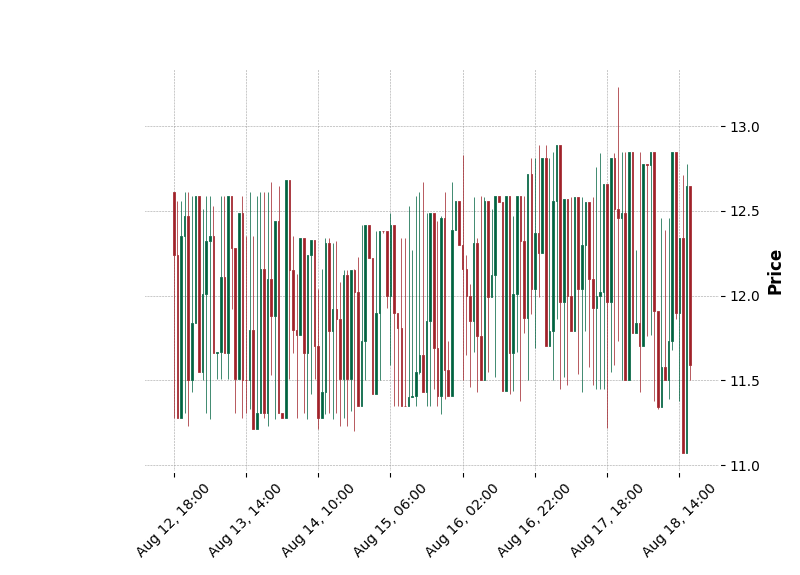 13.0
12.5
12.0
11.5
11.0
Price
Aug 12, 18:00
Aug 13, 14:00
Aug 14, 10:00
Aug 15, 06:00
Aug 16, 02:00
Aug 16, 22:00
Aug 17, 18:00
Aug 18, 14:00